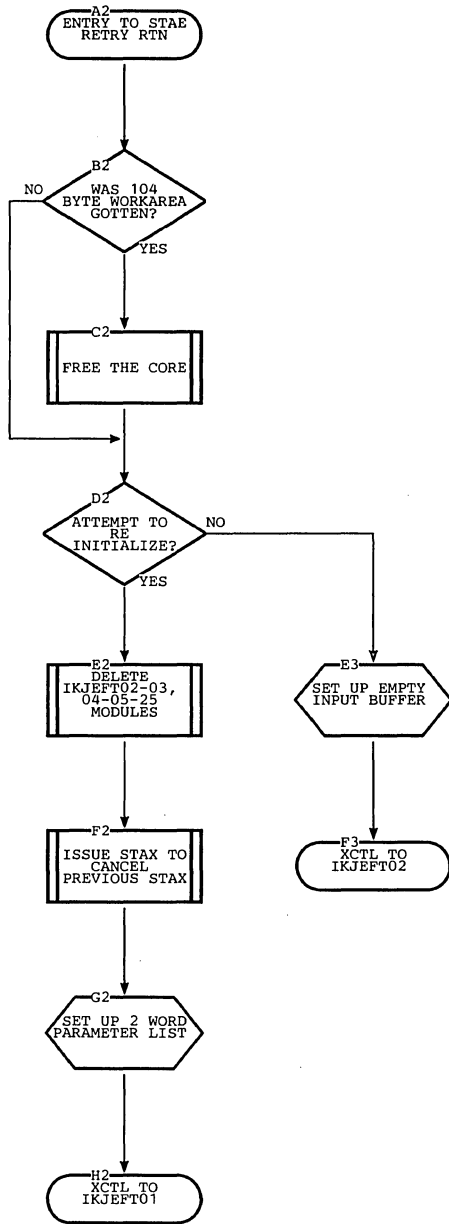 A2
ENTRY TO STAE
RETRY RTN
B2
NO
WAS 104
BYTE WORKAREA
GOTTEN?
YES
C2
FREE THE CORE
D2
NO
ATTEMPT TO
RE
INITIALIZE?
YES
E2
DELETE
IKJEFT02-03,
04-05-25
MODULES
E3
SET UP EMPTY
INPUT BUFFER
F2
ISSUE STAX TO
CANCEL
PREVIOUS STAX
F3
XCTL TO
IKJEFT02
G2
SET UP 2 WORD
PARAMETER LIST
H2
XCTL TO
IKJEFT01